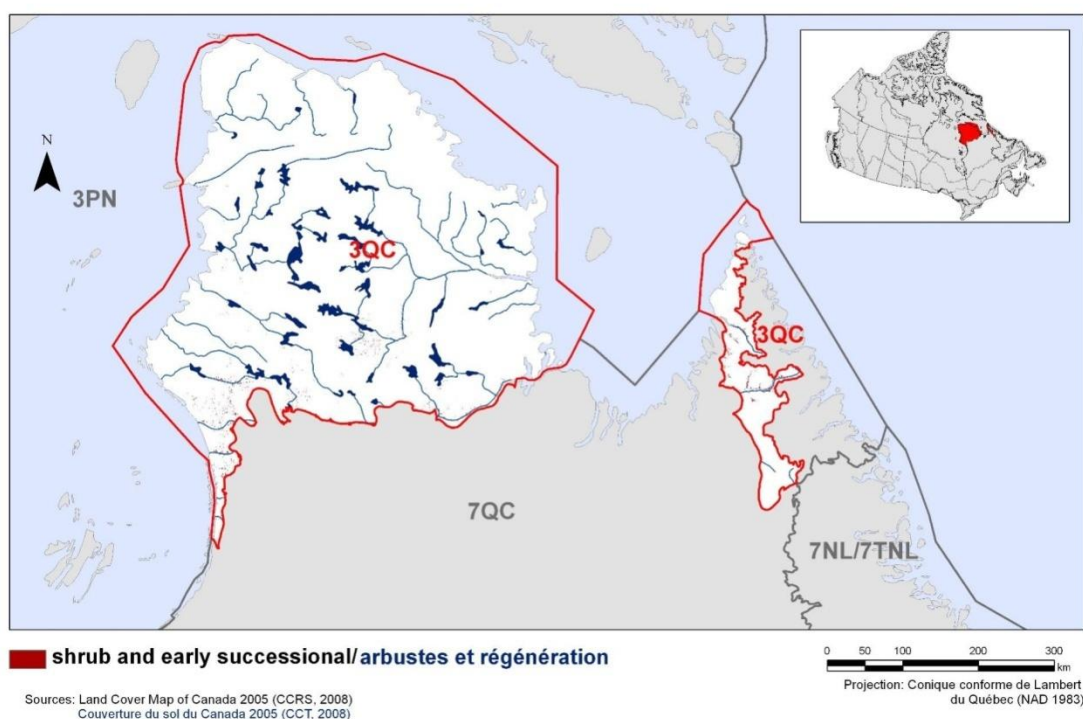 N
3PN
3QC
3QC
7QC
7NL/7TNL
shrub and early successional/arbustes et régénération
0 50 100 200 300
km
Sources: Land Cover Map of Canada 2005 (CCRS, 2008)
Couverture du sol du Canada 2005 (CCT, 2008)
Projection: Conique conforme de Lambert
du Québec (NAD 1983)